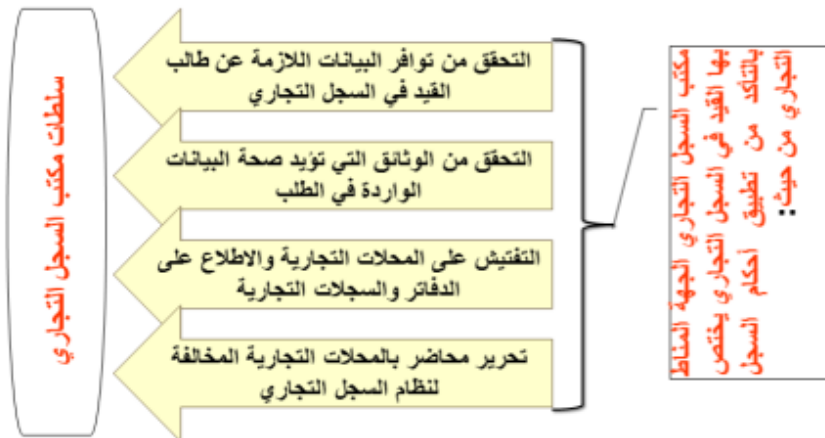 مكتب السجل التجاري الجهة المناط
بها القيد في السجل التجاري يختص
بالتأكد من تطبيق أحكام السجل
التجاري من حيث:
التحقق من توافر البيانات اللازمة عن طالب
القيد في السجل التجاري
التحقق من الوثائق التي تؤيد صحة البيانات
الواردة في الطلب
التفتيش على المحلات التجارية والاطلاع على
الدفاتر والسجلات التجارية
تحرير محاضر بالمحلات التجارية المخالفة
لنظام السجل التجاري
سلطات مكتب السجل التجاري